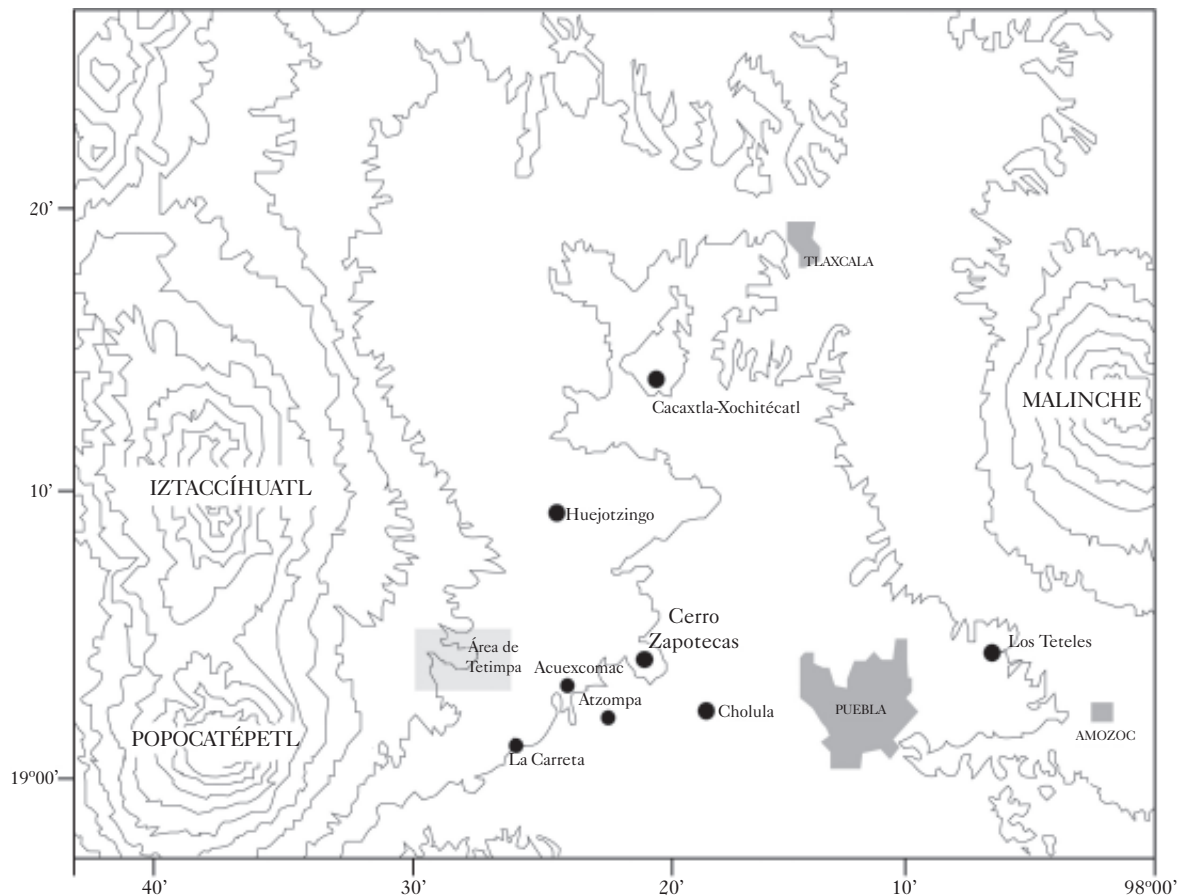 20’
TLAXCALA
Cacaxtla-Xochitécatl
MALINCHE
IZTACCÍHUATL
10’
Huejotzingo
Cerro
Zapotecas
Los Teteles
Área de
Tetimpa
Acuexcomac
Atzompa
Cholula
PUEBLA
AMOZOC
POPOCATÉPETL
La Carreta
19º00’
40’
30’
20’
10’
98º00’